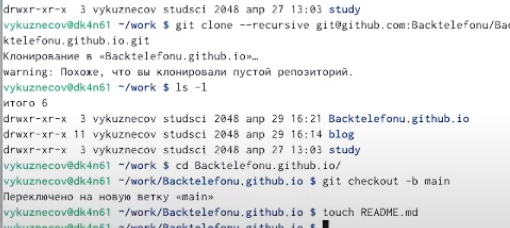 drwxr-xr-x  3 vykuznecov studsci 2048 апр 27 13:03 study
vykuznecov@dk4n61 ~/work $ git clone --recursive git@github.com:Backtelefonu/Bac
ktelefonu.github.io.git
Клонирование в «Backtelefonu.github.io»…
warning: Похоже, что вы клонировали пустой репозиторий.
vykuznecov@dk4n61 ~/work $ ls -l
итого 6
drwxr-xr-x  3 vykuznecov studsci 2048 апр 29 16:21 Backtelefonu.github.io
drwxr-xr-x 11 vykuznecov studsci 2048 апр 29 16:14 blog
drwxr-xr-x  3 vykuznecov studsci 2048 апр 27 13:03 study
vykuznecov@dk4n61 ~/work $ cd Backtelefonu.github.io/
vykuznecov@dk4n61 ~/work/Backtelefonu.github.io $ git checkout -b main
Переключено на новую ветку «main»
vykuznecov@dk4n61 ~/work/Backtelefonu.github.io $ touch README.md
vykuznecov@dk4n61 ~/work/Backtelefonu.github.io $